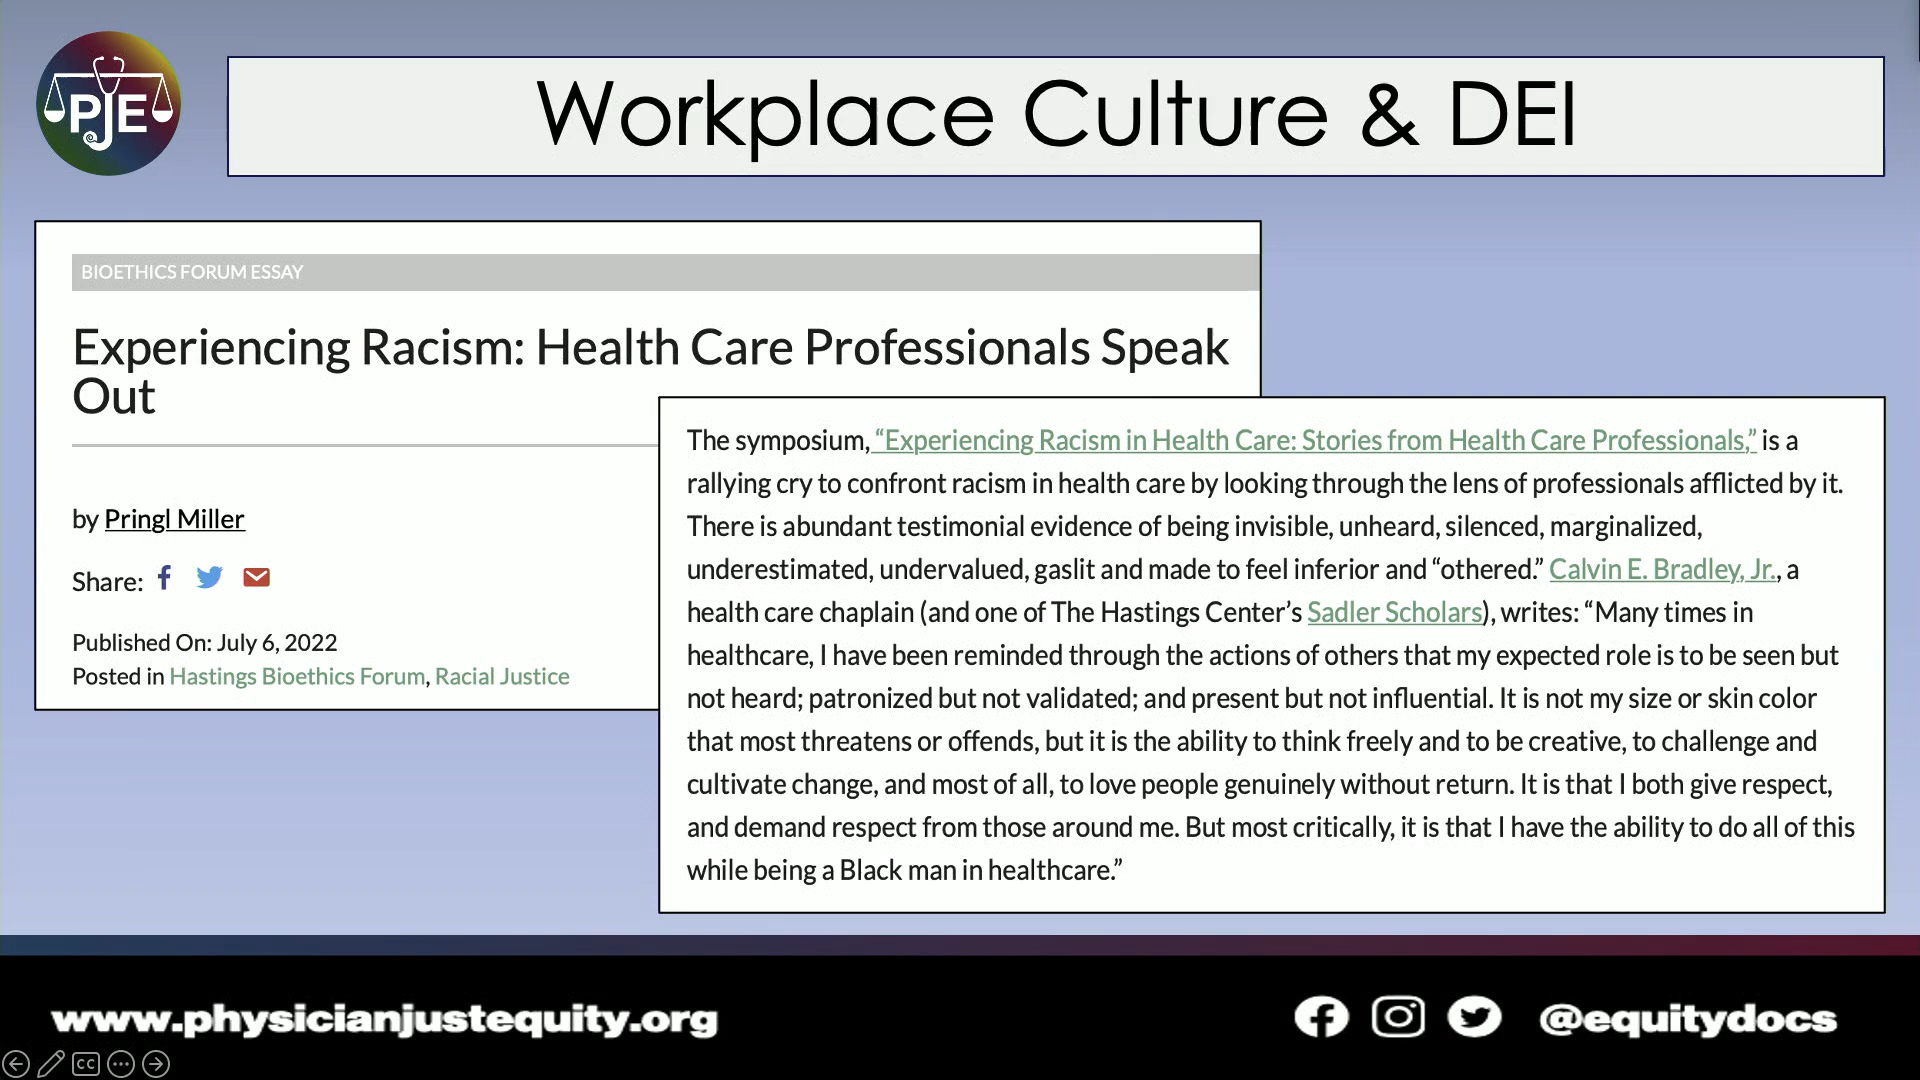 PJE
Workplace Culture & DEI
BIOETHICS FORUM ESSAY
Experiencing Racism: Health Care Professionals Speak
Out
by Pringl Miller
Share:
Published On: July 6, 2022
Posted in Hastings Bioethics Forum, Racial Justice
The symposium, “Experiencing Racism in Health Care: Stories from Health Care Professionals,” is a
rallying cry to confront racism in health care by looking through the lens of professionals afflicted by it.
There is abundant testimonial evidence of being invisible, unheard, silenced, marginalized,
underestimated, undervalued, gaslit and made to feel inferior and “othered.” Calvin E. Bradley, Jr., a
health care chaplain (and one of The Hastings Center’s Sadler Scholars), writes: “Many times in
healthcare, I have been reminded through the actions of others that my expected role is to be seen but
not heard; patronized but not validated; and present but not influential. It is not my size or skin color
that most threatens or offends, but it is the ability to think freely and to be creative, to challenge and
cultivate change, and most of all, to love people genuinely without return. It is that I both give respect,
and demand respect from those around me. But most critically, it is that I have the ability to do all of this
while being a Black man in healthcare.”
www.physicianjustequity.org
@equitydocs
CC